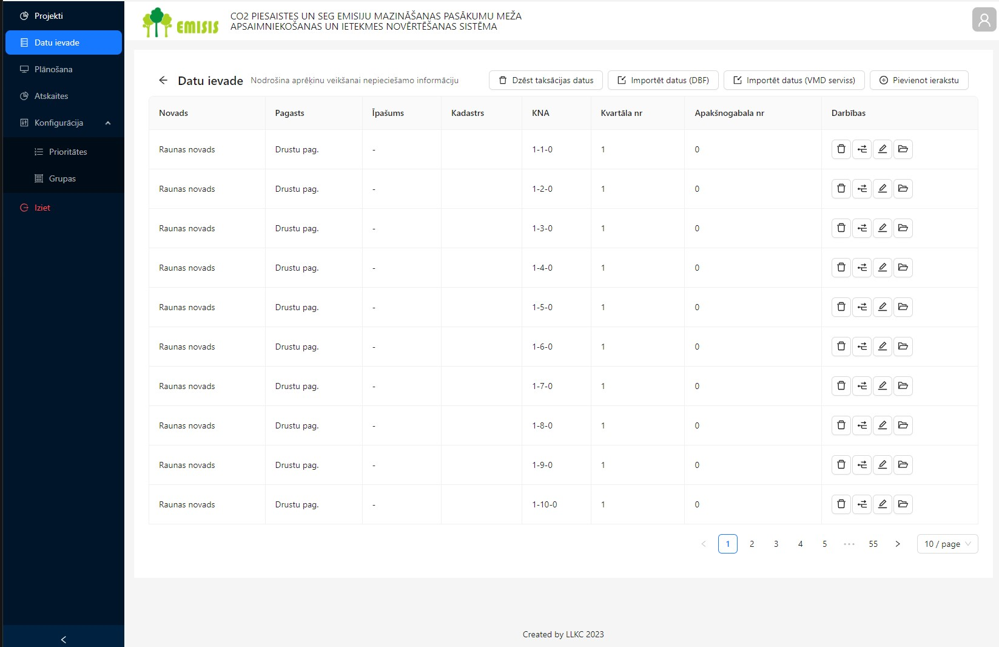 Projekti
Datu ievade
Plānošana
Atskaites
Konfigurācija
Prioritātes
Grupas
Iziet
EMISIS
CO2 PIESAISTES UN SEG EMISIJU MAZINĀŠANAS PASĀKUMU MEŽA
APSAIMNIEKOŠANAS UN IETEKMES NOVĒRTĒŠANAS SISTĒMA
Datu ievade Nodrošina aprēķinu veikšanai nepieciešamo informāciju
Dzēst taksācijas datus Importēt datus (DBF) Importēt datus (VMD serviss) Pievienot ierakstu
Novads Pagasts Īpašums Kadastrs KNA Kvartāla nr Apakšnogabala nr Darbības
Raunas novads Drustu pag. - 1-1-0 1 0
Raunas novads Drustu pag. - 1-2-0 1 0
Raunas novads Drustu pag. - 1-3-0 1 0
Raunas novads Drustu pag. - 1-4-0 1 0
Raunas novads Drustu pag. - 1-5-0 1 0
Raunas novads Drustu pag. - 1-6-0 1 0
Raunas novads Drustu pag. - 1-7-0 1 0
Raunas novads Drustu pag. - 1-8-0 1 0
Raunas novads Drustu pag. - 1-9-0 1 0
Raunas novads Drustu pag. - 1-10-0 1 0
< 1 2 3 4 5 ••• 55 > 10 / page
Created by LLKC 2023